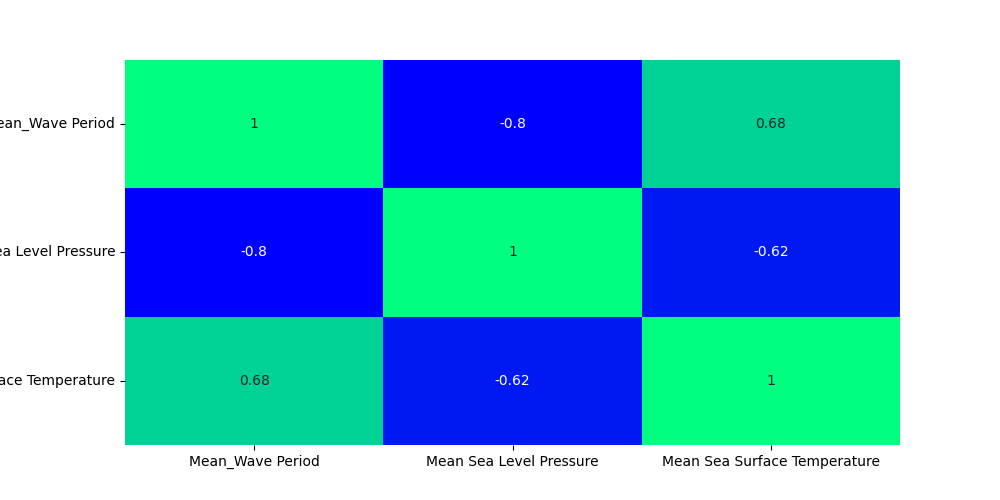 ean_Wave Period 1 -0.8 0.68
ea Level Pressure -0.8 1 -0.62
ace Temperature 0.68 -0.62 1
Mean_Wave Period Mean Sea Level Pressure Mean Sea Surface Temperature